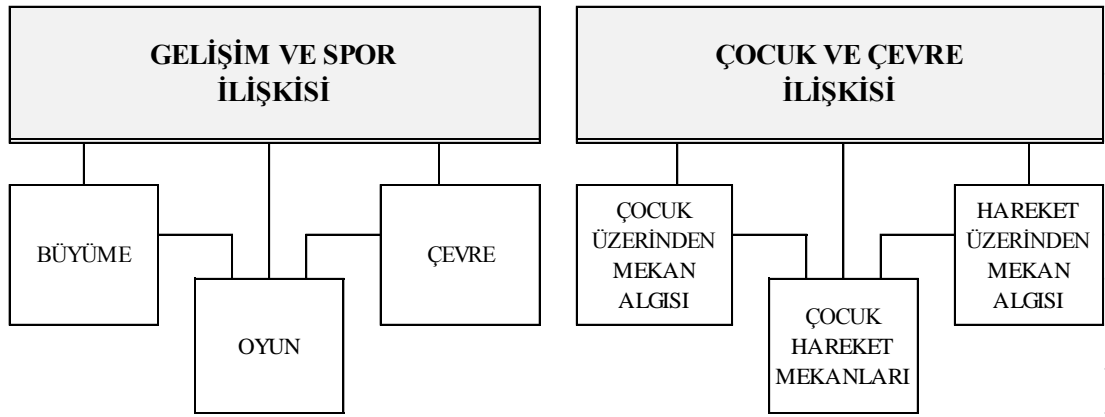 GELİŞİM VE SPOR
İLİŞKİSİ
BÜYÜME
OYUN
ÇEVRE
ÇOCUK VE ÇEVRE
İLİŞKİSİ
ÇOCUK
ÜZERİNDEN
MEKAN
ALGISI
ÇOCUK
HAREKET
MEKANLARI
HAREKET
ÜZERİNDEN
MEKAN
ALGISI